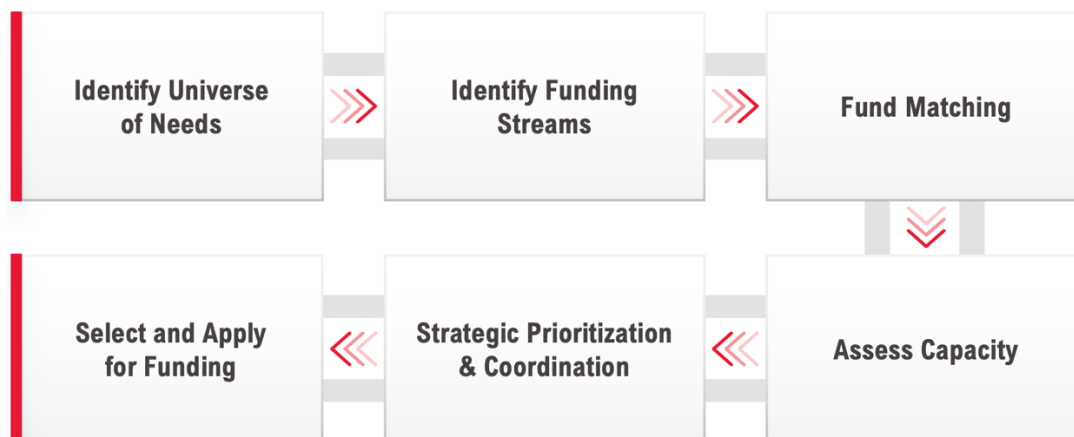 Identify Universe
of Needs
Identify Funding
Streams
Fund Matching
Assess Capacity
Strategic Prioritization
& Coordination
Select and Apply
for Funding